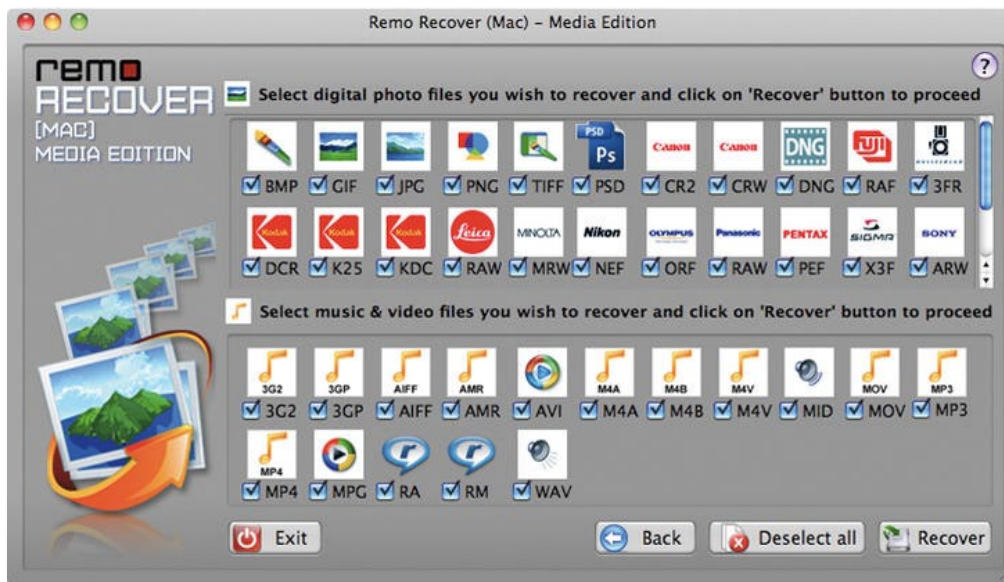 Remo Recover (Mac) – Media Edition
remo
RECOVER
[MAC]
MEDIA EDITION
?
Select digital photo files you wish to recover and click on 'Recover' button to proceed
PSD
Ps
Canon Canon DNG FUJI
BMP GIF JPG PNG TIFF PSD CR2 CRW DNG RAF 3FR
Kodak Kodak Kodak Leica MINOLTA Nikon OLYMPUS Panasonic PENTAX SIGMA SONY
DCR K25 KDC RAW MRW NEF ORF RAW PEF X3F ARW
Select music & video files you wish to recover and click on 'Recover' button to proceed
3G2 3GP AIFF AMR M4A M4B M4V MOV MP3
3G2 3GP AIFF AMR AVI M4A M4B M4V MID MOV MP3
MP4 r r
MP4 MPG RA RM WAV
Exit Back Deselect all Recover